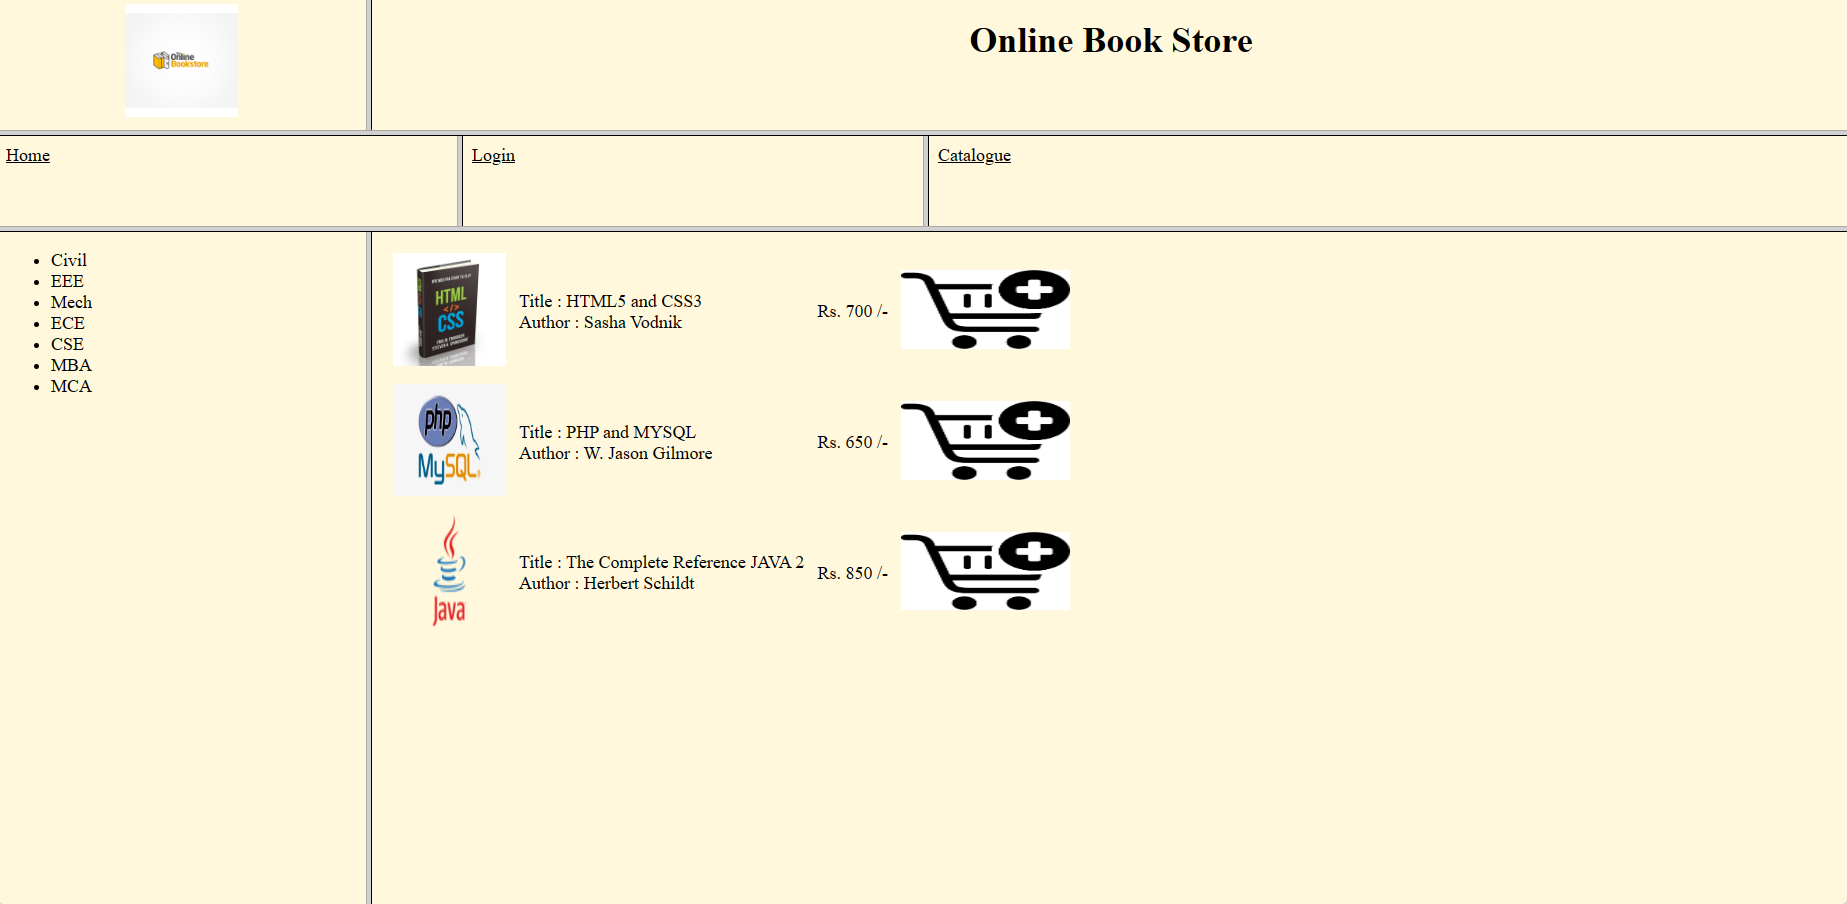 Online
Bookstore
Online Book Store
Home
Login
Catalogue
Civil
EEE
Mech
ECE
CSE
MBA
MCA
HTML
</>
CSS
Title : HTML5 and CSS3
Author : Sasha Vodnik
Rs. 700 /-
php
MySQL
Title : PHP and MYSQL
Author : W. Jason Gilmore
Rs. 650 /-
Java
Title : The Complete Reference JAVA 2
Author : Herbert Schildt
Rs. 850 /-